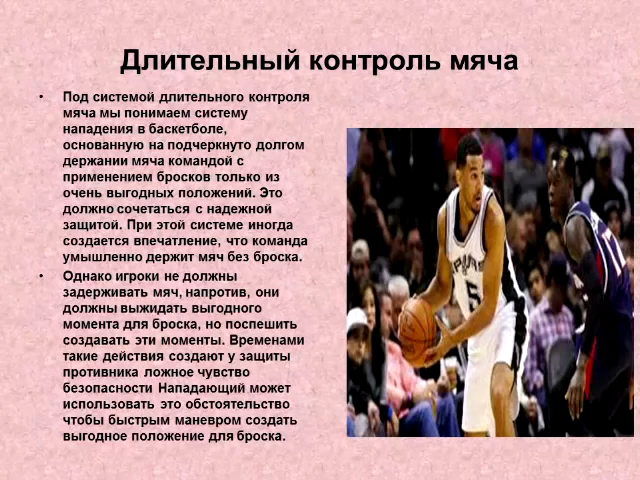 Длительный контроль мяча
• Под системой длительного контроля
мяча мы понимаем систему
нападения в баскетболе,
основанную на подчеркнуто долгом
держании мяча командой с
применением бросков только из
очень выгодных положений. Это
должно сочетаться с надежной
защитой. При этой системе иногда
создается впечатление, что команда
умышленно держит мяч без броска.
• Однако игроки не должны
задерживать мяч, напротив, они
должны выжидать выгодного
момента для броска, но поспешить
создавать эти моменты. Временами
такие действия создают у защиты
противника ложное чувство
безопасности Нападающий может
использовать это обстоятельство
чтобы быстрым маневром создать
выгодное положение для броска.
SPURS
5